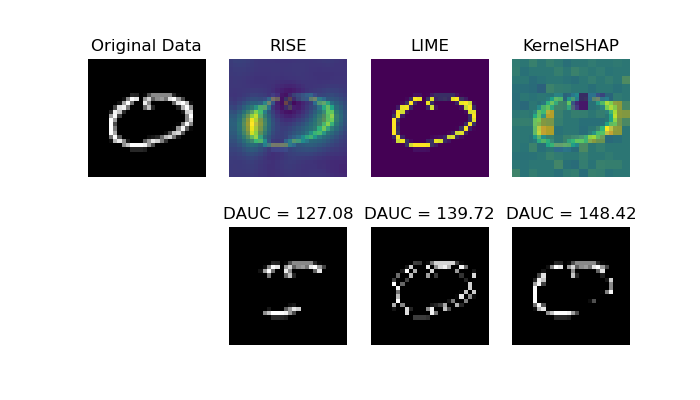 Original Data RISE LIME KernelSHAP
DAUC = 127.08 DAUC = 139.72 DAUC = 148.42